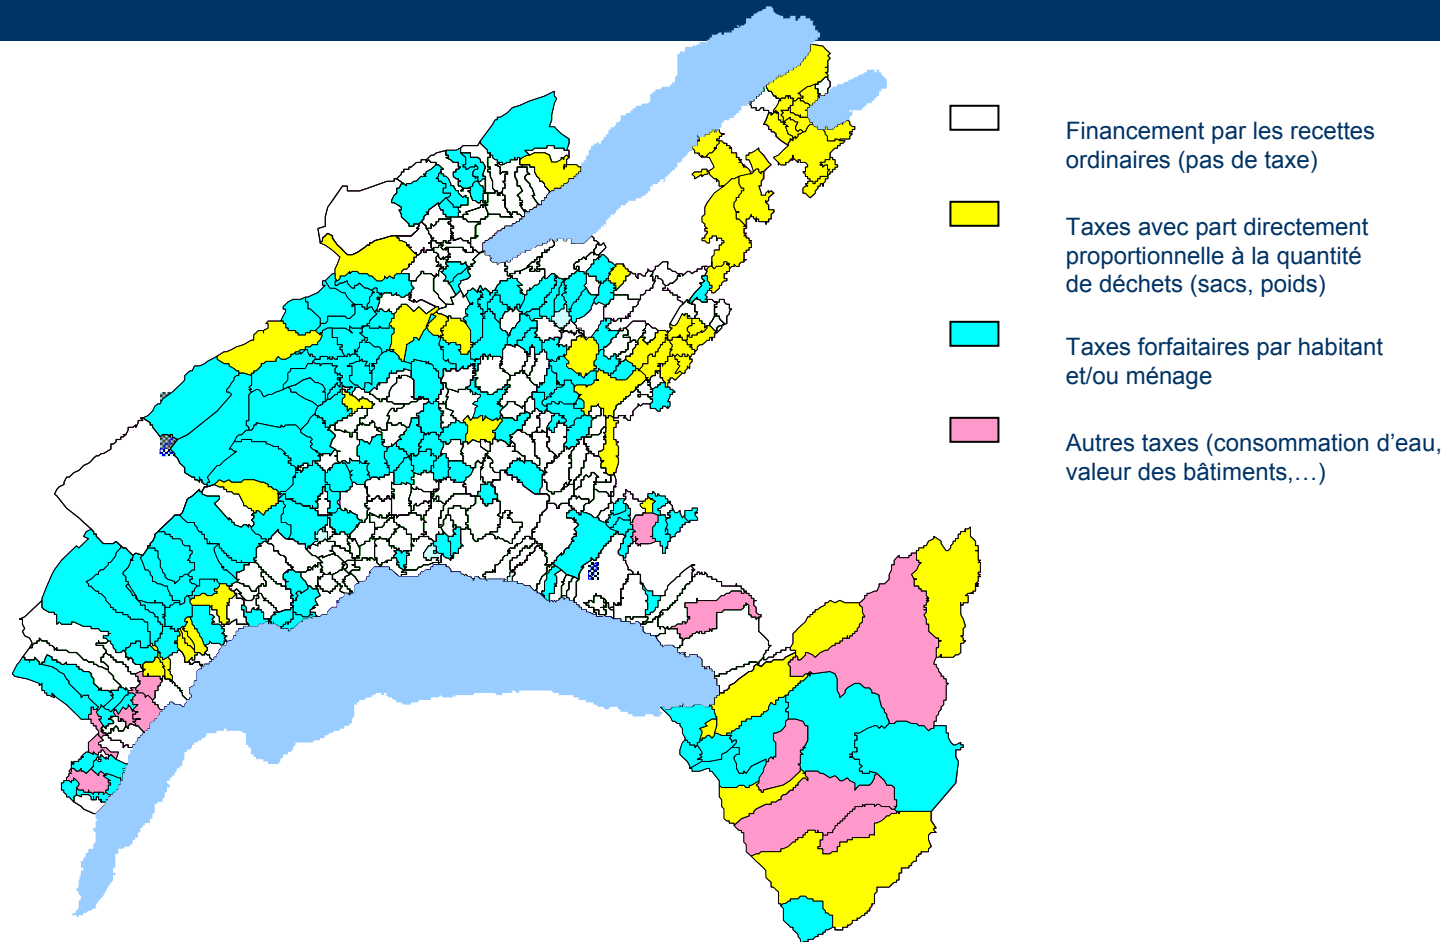 Financement par les recettes
ordinaires (pas de taxe)
Taxes avec part directement
proportionnelle à la quantité
de déchets (sacs, poids)
Taxes forfaitaires par habitant
et/ou ménage
Autres taxes (consommation d'eau,
valeur des bâtiments,…)